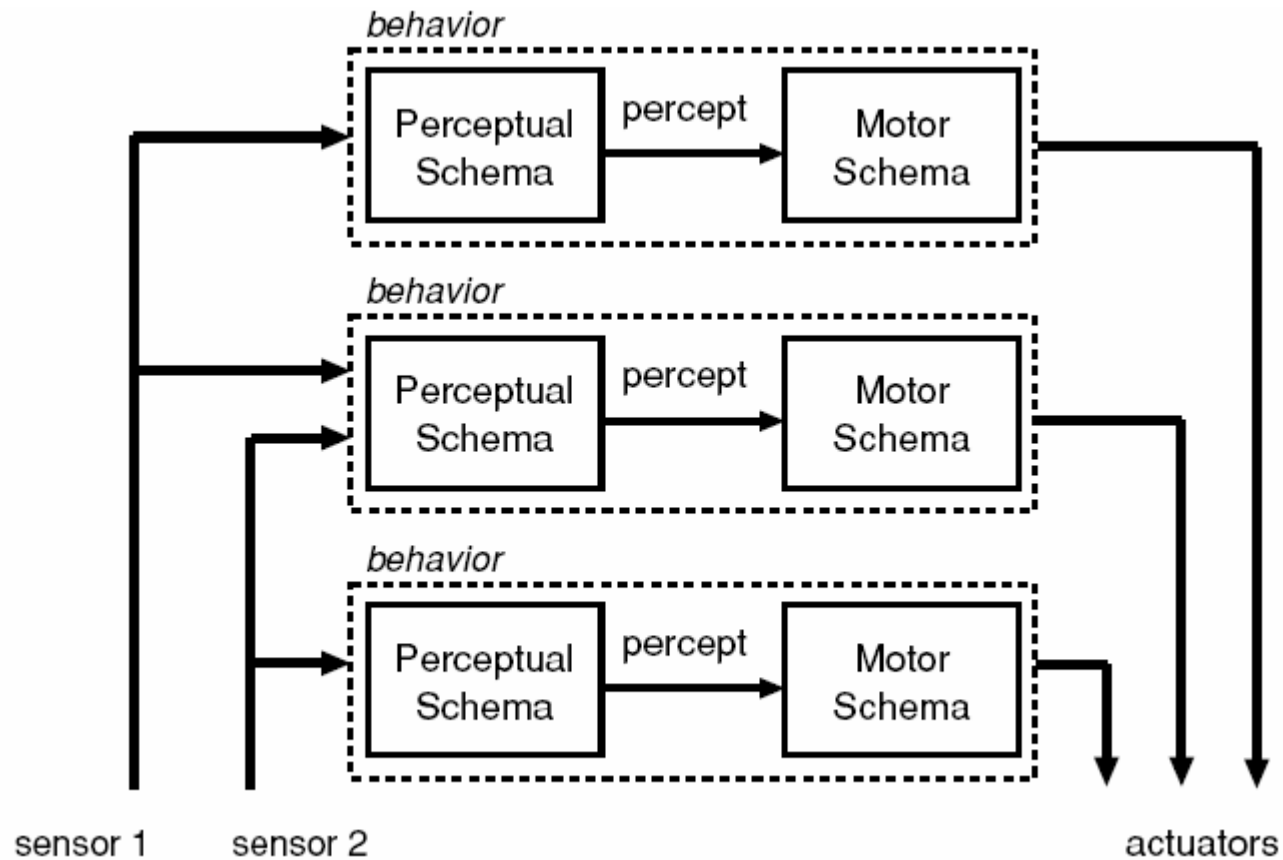 behavior
Perceptual
Schema
percept
Motor
Schema
behavior
Perceptual
Schema
percept
Motor
Schema
behavior
Perceptual
Schema
percept
Motor
Schema
sensor 1
sensor 2
actuators